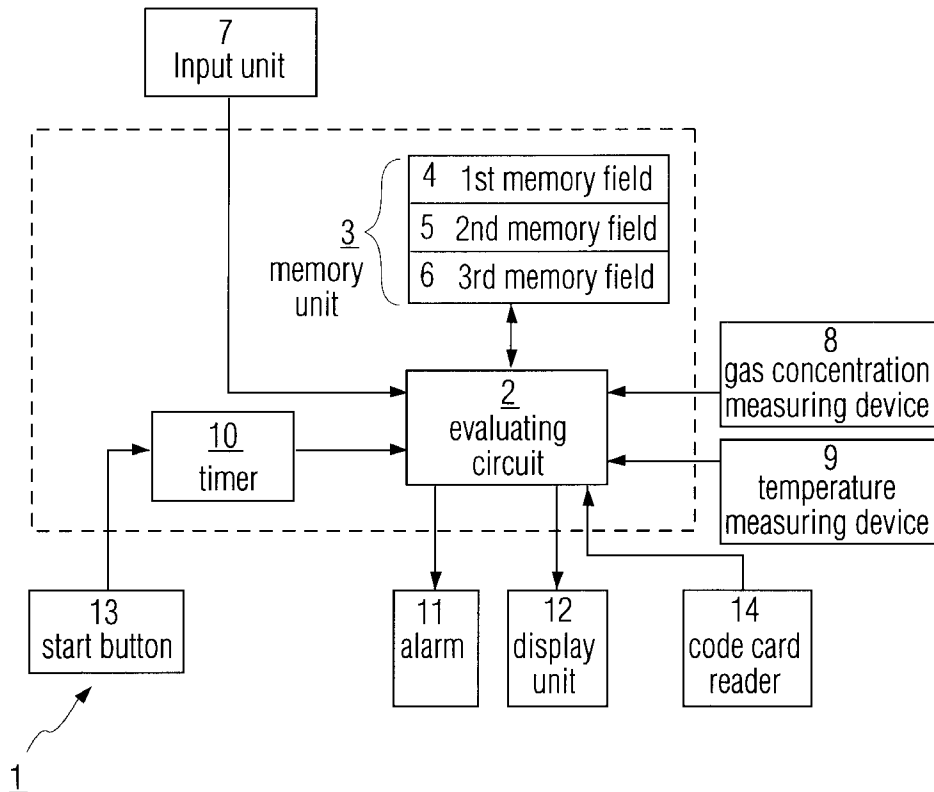 7
Input unit
4 1st memory field
5 2nd memory field
6 3rd memory field
3
memory
unit
8
gas concentration
measuring device
2
evaluating
circuit
10
timer
9
temperature
measuring device
13
start button
11
alarm
12
display
unit
14
code card
reader
1